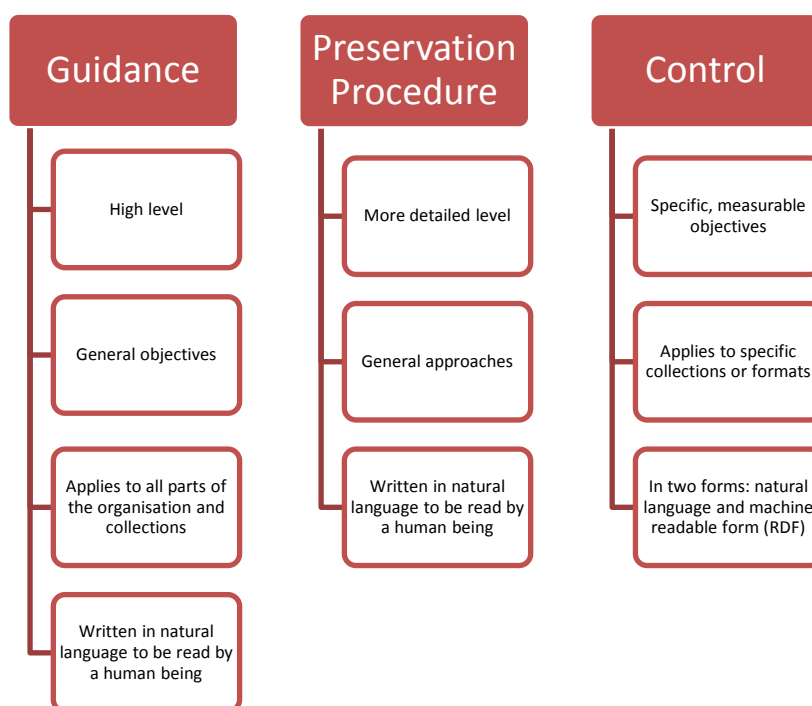 Guidance
High level
General objectives
Applies to all parts of
the organisation and
collections
Written in natural
language to be read by
a human being
Preservation
Procedure
More detailed level
General approaches
Written in natural
language to be read by
a human being
Control
Specific, measurable
objectives
Applies to specific
collections or formats
In two forms: natural
language and machine
readable form (RDF)